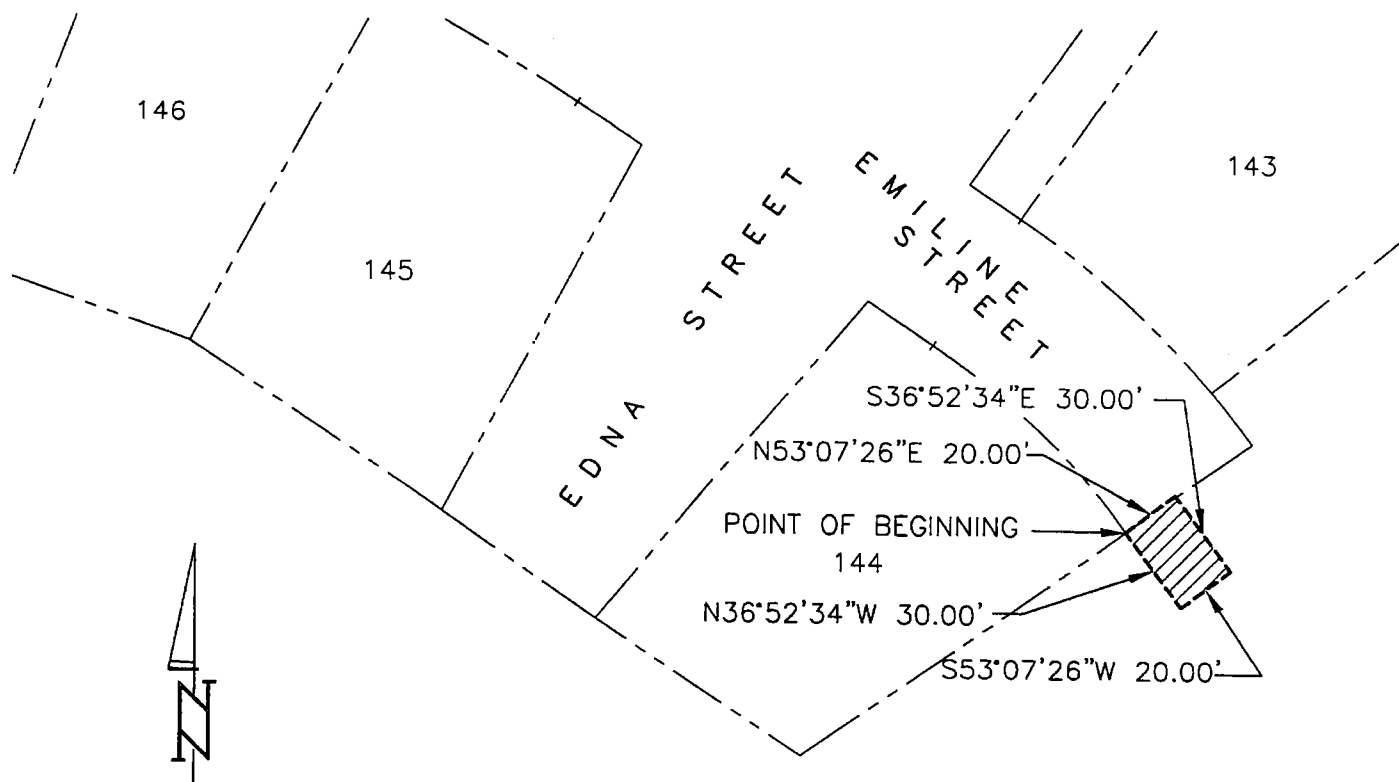 146
143
145
EMILINE
STREET
EDNA STREET
S36°52'34"E 30.00'
N53°07'26"E 20.00'
POINT OF BEGINNING
144
N36°52'34"W 30.00'
S53°07'26"W 20.00'
N